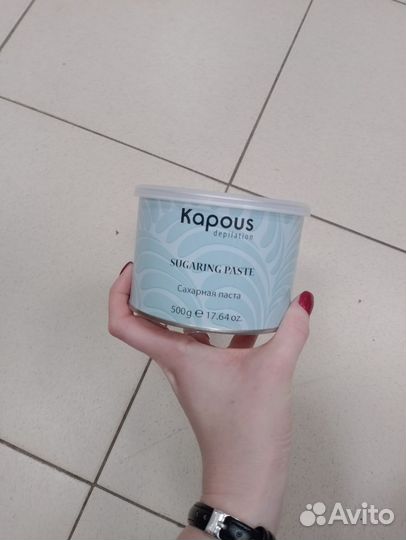 Kapous
depilation
SUGARING PASTE
Сахарная паста
500g ℮ 17.64 oz.
Avito